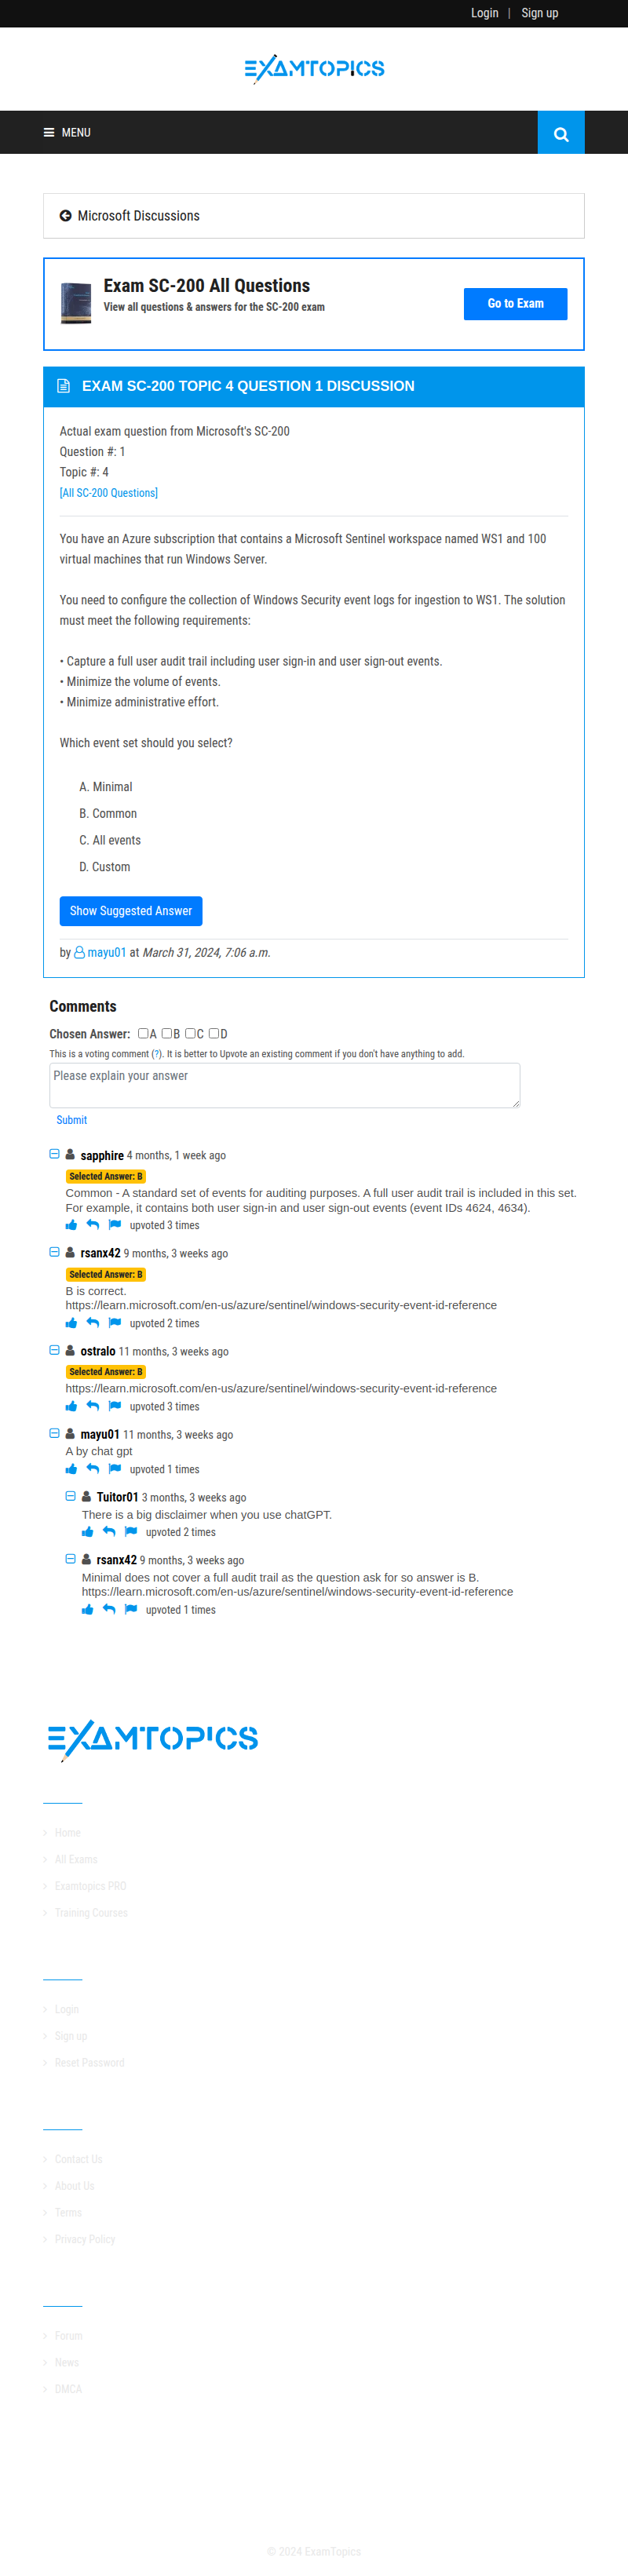 Login | Sign up
EXAMTOPICS
MENU
Microsoft Discussions
Exam SC-200 All Questions
View all questions & answers for the SC-200 exam
Go to Exam
EXAM SC-200 TOPIC 4 QUESTION 1 DISCUSSION
Actual exam question from Microsoft's SC-200
Question #: 1
Topic #: 4
[All SC-200 Questions]
You have an Azure subscription that contains a Microsoft Sentinel workspace named WS1 and 100
virtual machines that run Windows Server.
You need to configure the collection of Windows Security event logs for ingestion to WS1. The solution
must meet the following requirements:
• Capture a full user audit trail including user sign-in and user sign-out events.
• Minimize the volume of events.
• Minimize administrative effort.
Which event set should you select?
A. Minimal
B. Common
C. All events
D. Custom
Show Suggested Answer
by mayu01 at March 31, 2024, 7:06 a.m.
Comments
Chosen Answer: A B C D
This is a voting comment (?). It is better to Upvote an existing comment if you don't have anything to add.
Please explain your answer
Submit
sapphire 4 months, 1 week ago
Selected Answer: B
Common - A standard set of events for auditing purposes. A full user audit trail is included in this set.
For example, it contains both user sign-in and user sign-out events (event IDs 4624, 4634).
upvoted 3 times
rsanx42 9 months, 3 weeks ago
Selected Answer: B
B is correct.
https://learn.microsoft.com/en-us/azure/sentinel/windows-security-event-id-reference
upvoted 2 times
ostralo 11 months, 3 weeks ago
Selected Answer: B
https://learn.microsoft.com/en-us/azure/sentinel/windows-security-event-id-reference
upvoted 3 times
mayu01 11 months, 3 weeks ago
A by chat gpt
upvoted 1 times
Tuitor01 3 months, 3 weeks ago
There is a big disclaimer when you use chatGPT.
upvoted 2 times
rsanx42 9 months, 3 weeks ago
Minimal does not cover a full audit trail as the question ask for so answer is B.
https://learn.microsoft.com/en-us/azure/sentinel/windows-security-event-id-reference
upvoted 1 times
EXAMTOPICS
Home
All Exams
Examtopics PRO
Training Courses
Login
Sign up
Reset Password
Contact Us
About Us
Terms
Privacy Policy
Forum
News
DMCA
© 2024 ExamTopics